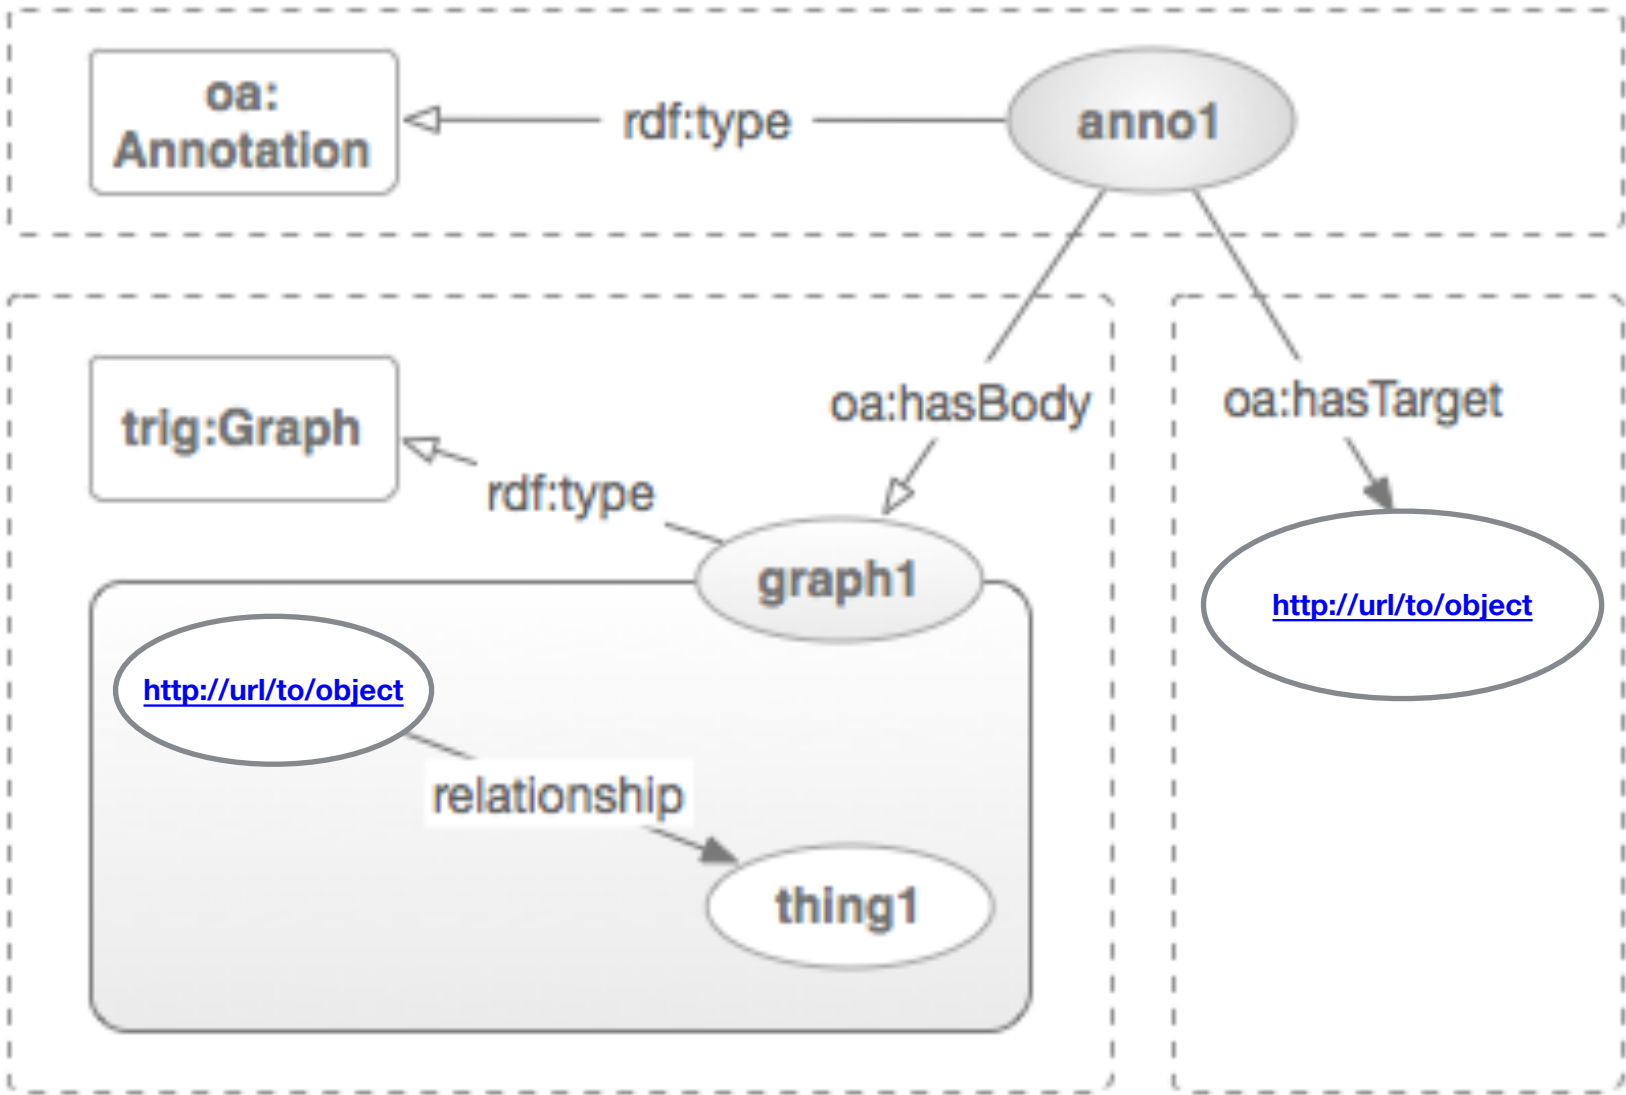 oa:
Annotation
rdf:type
anno1
oa:hasBody
oa:hasTarget
trig:Graph
rdf:type
graph1
http://url/to/object
http://url/to/object
relationship
thing1